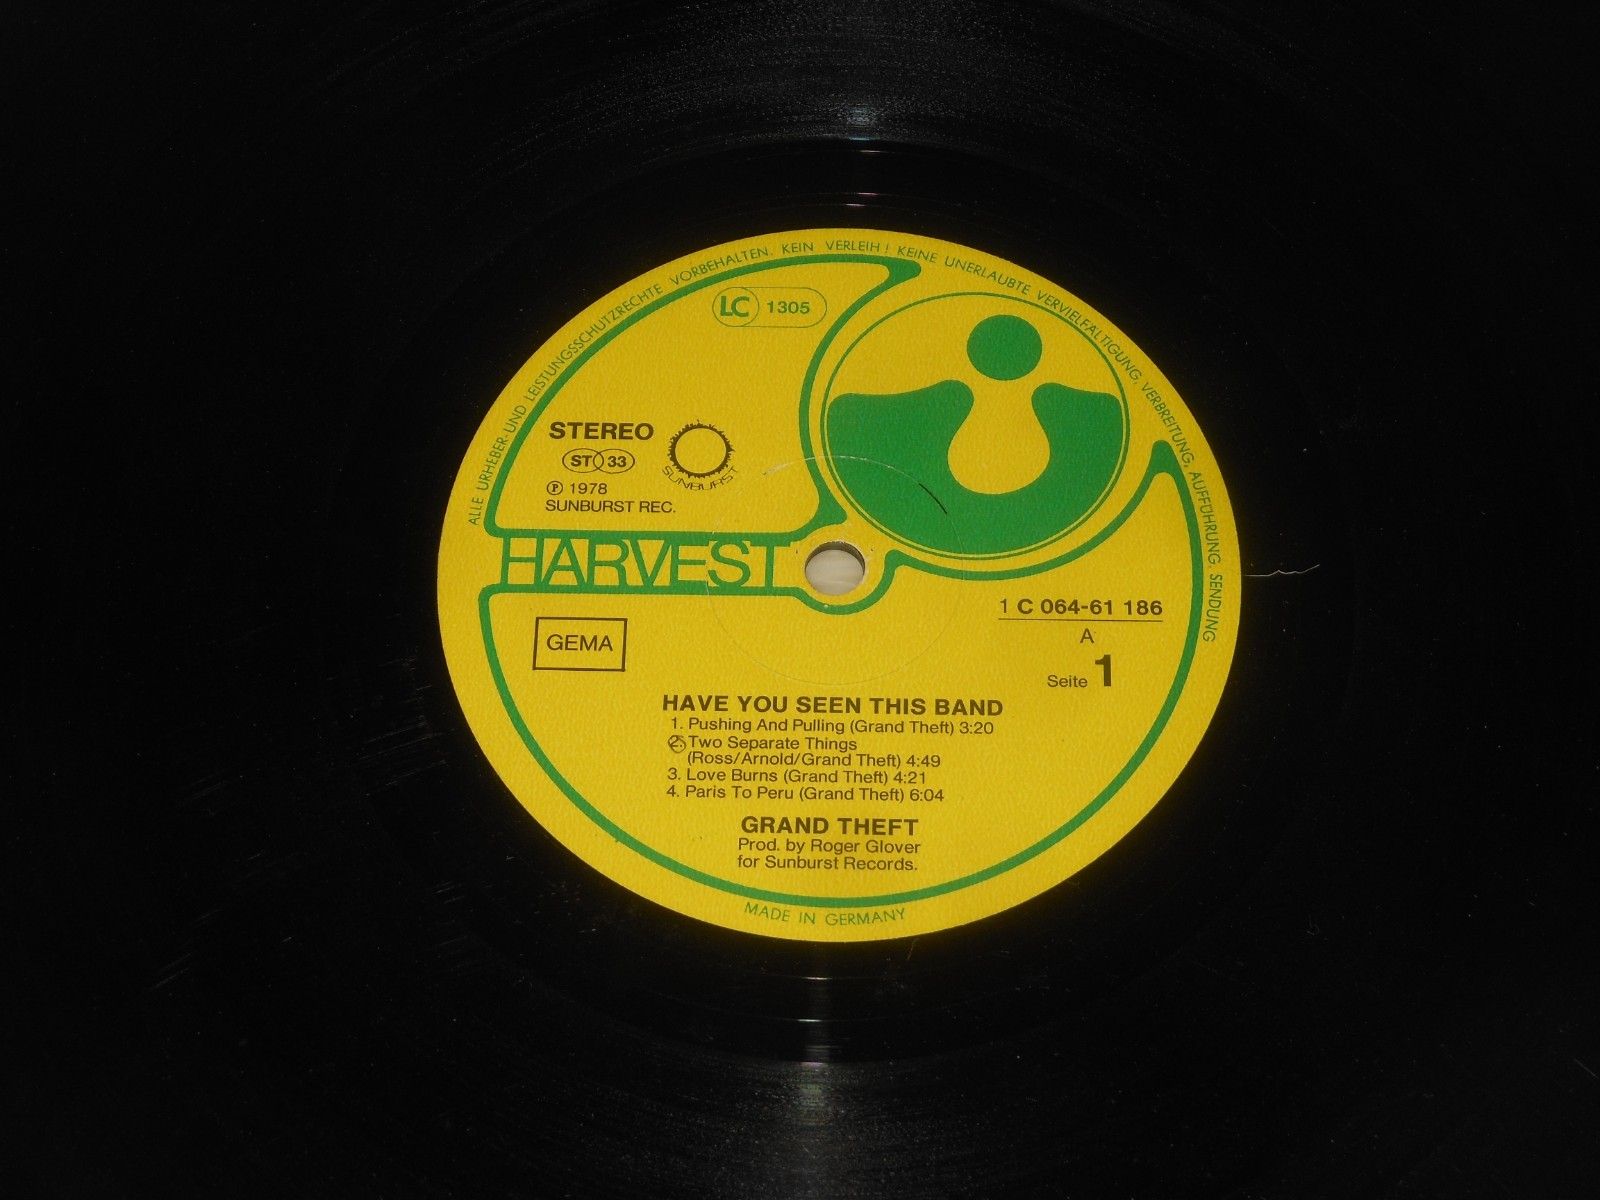 ALLE URHEBER- UND LEISTUNGSSCHUTZRECHTE VORBEHALTEN. KEIN VERLEIH! KEINE UNERLAUBTE VERVIELFÄLTIGUNG, VERBREITUNG, AUFFÜHRUNG, SENDUNG
LC 1305
STEREO
ST 33
SUNBURST
℗ 1978
SUNBURST REC.
HARVEST
1 C 064-61 186
A
Seite 1
GEMA
HAVE YOU SEEN THIS BAND
1. Pushing And Pulling (Grand Theft) 3:20
2. Two Separate Things
(Ross/Arnold/Grand Theft) 4:49
3. Love Burns (Grand Theft) 4:21
4. Paris To Peru (Grand Theft) 6:04
GRAND THEFT
Prod. by Roger Glover
for Sunburst Records.
MADE IN GERMANY